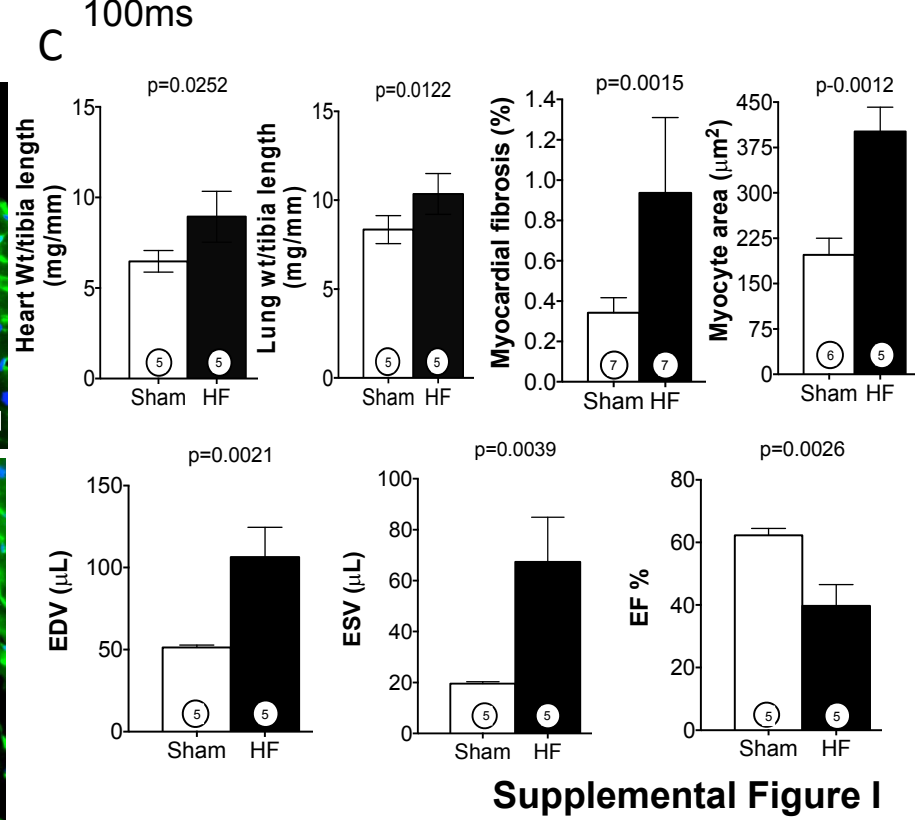 100ms
C
p=0.0252
Heart Wt/tibia length
(mg/mm)
15
10
5
0
5 5
Sham HF
p=0.0122
Lung wt/tibia length
(mg/mm)
15
10
5
0
5 5
Sham HF
p=0.0015
Myocardial fibrosis (%)
1.4
1.2
1.0
0.8
0.6
0.4
0.2
0.0
7 7
Sham HF
p-0.0012
Myocyte area (μm²)
450
375
300
225
150
75
0
6 5
Sham HF
p=0.0021
EDV (μL)
150
100
50
0
5 5
Sham HF
p=0.0039
ESV (μL)
100
80
60
40
20
0
5 5
Sham HF
p=0.0026
EF %
80
60
40
20
0
5 5
Sham HF
Supplemental Figure I